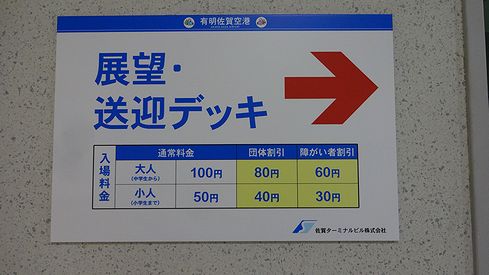 有明佐賀空港
展望・
送迎デッキ
入場料金
通常料金 団体割引 障がい者割引
大人 (中学生から) 100円 80円 60円
小人 (小学生まで) 50円 40円 30円
佐賀ターミナルビル株式会社